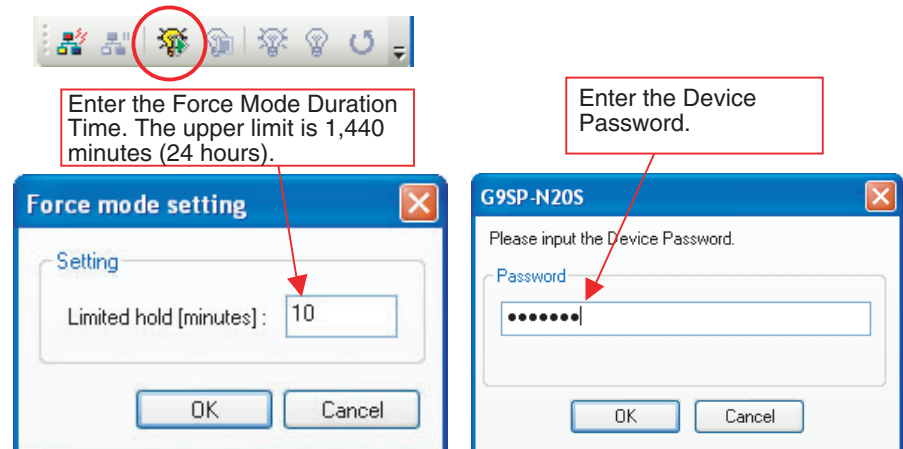 Enter the Force Mode Duration
Time. The upper limit is 1,440
minutes (24 hours).
Enter the Device
Password.
Force mode setting
Setting
Limited hold [minutes] :
10
OK
Cancel
G9SP-N20S
Please input the Device Password.
Password
•••••••
OK
Cancel